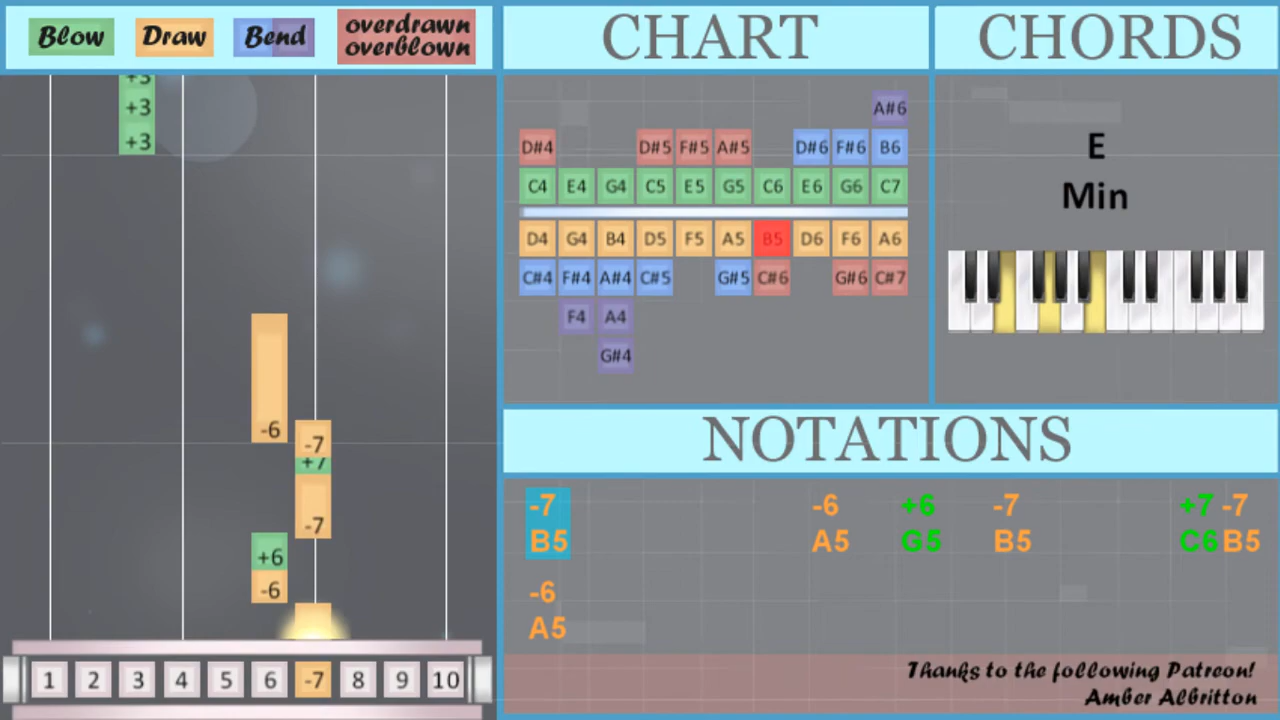 Blow
Draw
Bend
overdrawn
overblown
CHART
CHORDS
+3
+3
+3
-6
-7
+7
-7
+6
-6
1 2 3 4 5 6 -7 8 9 10
A#6
D#4 D#5 F#5 A#5 D#6 F#6 B6
C4 E4 G4 C5 E5 G5 C6 E6 G6 C7
D4 G4 B4 D5 F5 A5 B5 D6 F6 A6
C#4 F#4 A#4 C#5 G#5 C#6 G#6 C#7
F4 A4
G#4
E
Min
NOTATIONS
-7 -6 +6 -7 +7 -7
B5 A5 G5 B5 C6 B5
-6
A5
Thanks to the following Patreon!
Amber Albritton